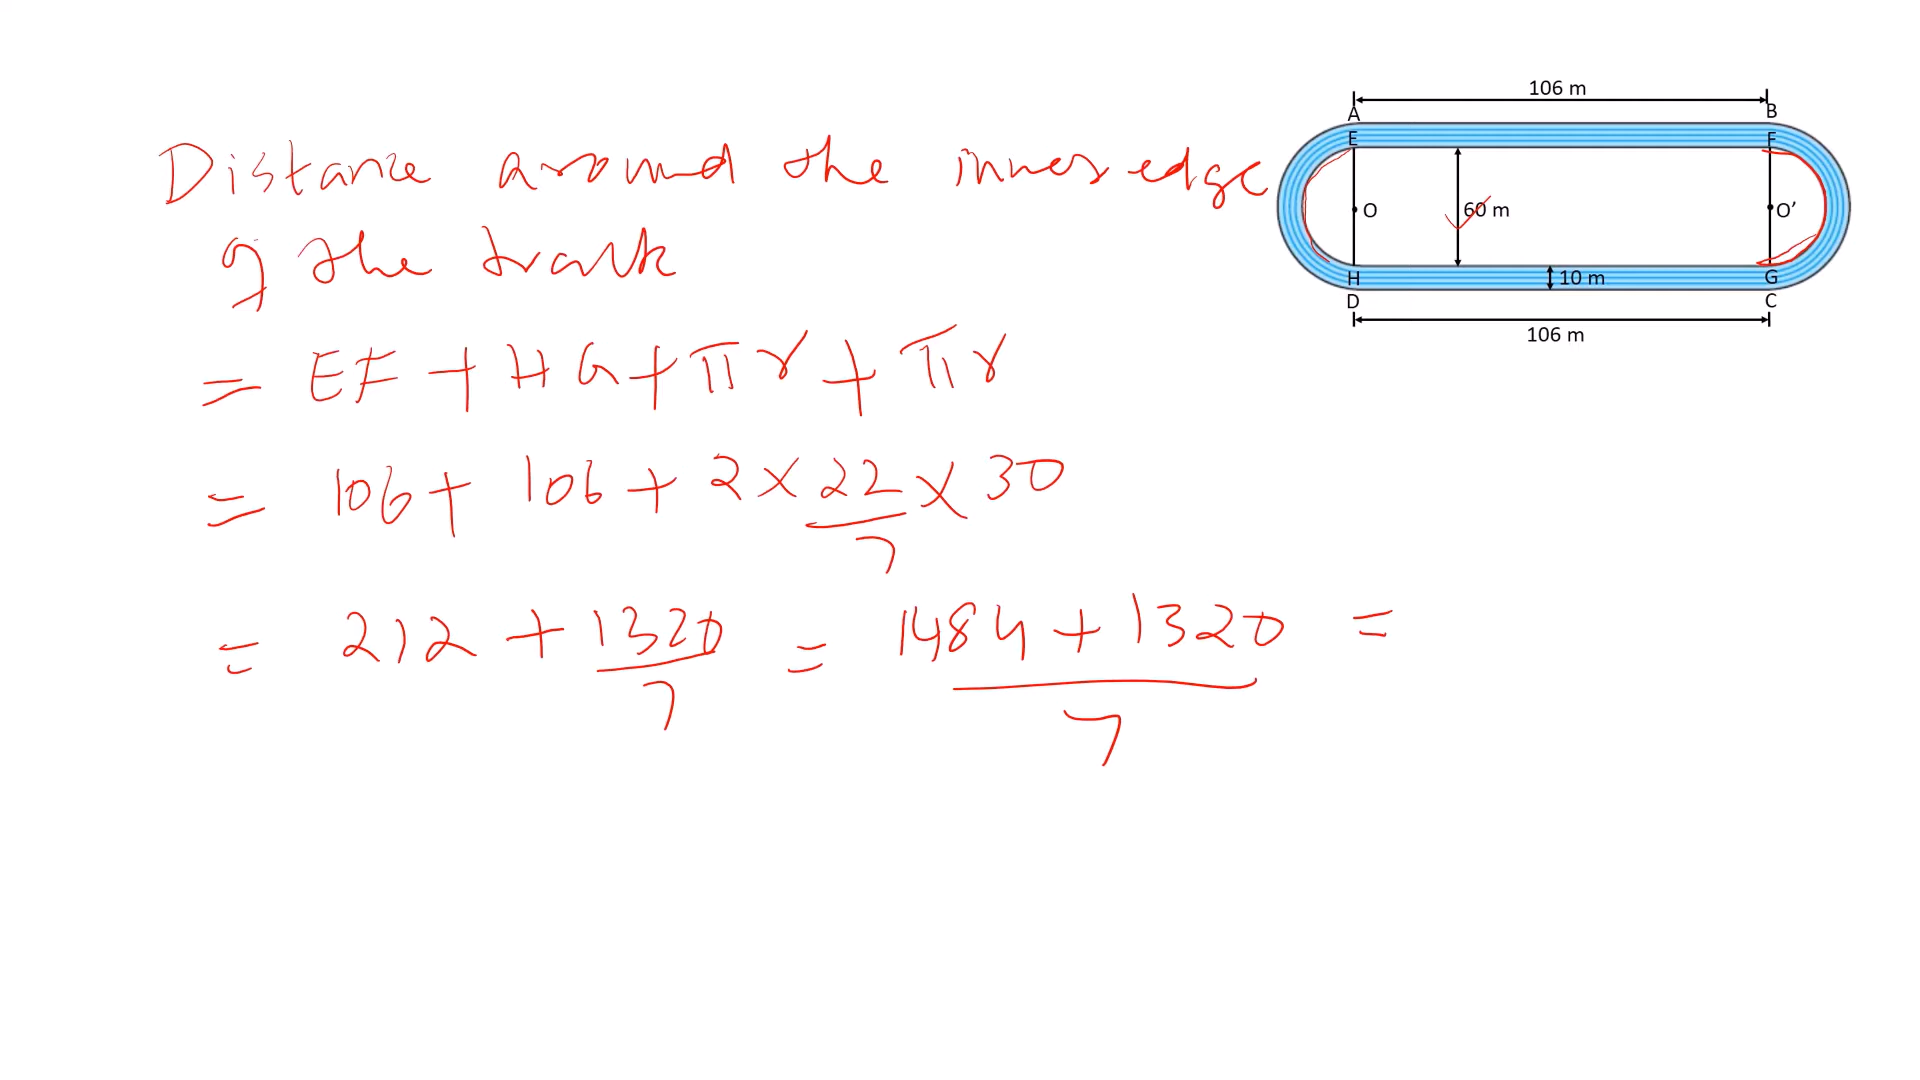 106 m
A B
E F
Distance around the inner edge
O 60 m O’
of the track
H 10 m G
D C
106 m
= EF + HG + πr + πr
= 106 + 106 + 2 × 22/7 × 30
= 212 + 1320/7 = 1484 + 1320/7 =